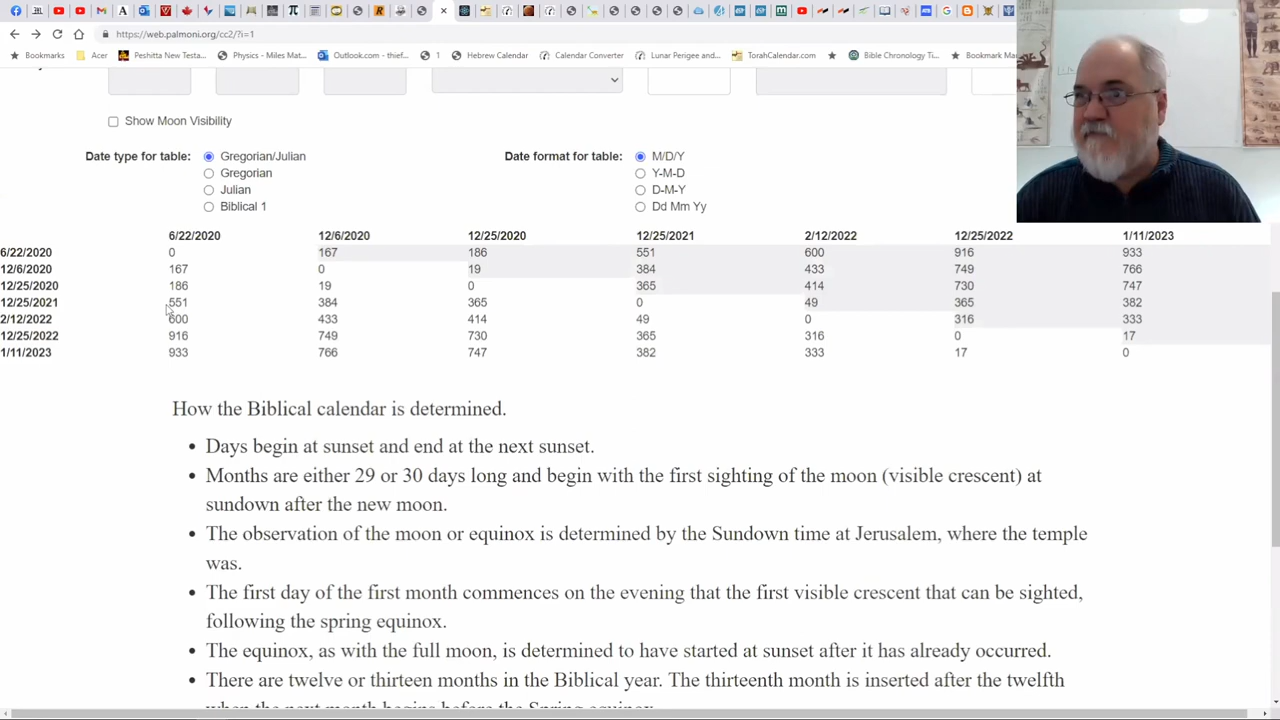 https://web.palmoni.org/cc2/?i=1
Bookmarks Acer Peshitta Texa... Physics - Miles Mat... Outlook.com - thief... 1 Hebrew Calendar Calendar Converter Lunar Perigee and... TorahCalendar.com Bible Chronology Ti... Bookmark Ma
Show Moon Visibility
Date type for table: Gregorian/Julian Date format for table: M/D/Y
Gregorian Y-M-D
Julian D-M-Y
Biblical 1 Dd Mm Yy
6/22/2020 12/6/2020 12/25/2020 12/25/2021 2/12/2022 12/25/2022 1/11/2023
6/22/2020 0 167 186 551 600 916 933
12/6/2020 167 0 19 384 433 749 766
12/25/2020 186 19 0 365 414 730 747
12/25/2021 551 384 365 0 49 365 382
2/12/2022 600 433 414 49 0 316 333
12/25/2022 916 749 730 365 316 0 17
1/11/2023 933 766 747 382 333 17 0
How the Biblical calendar is determined.
• Days begin at sunset and end at the next sunset.
• Months are either 29 or 30 days long and begin with the first sighting of the moon (visible crescent) at
sundown after the new moon.
• The observation of the moon or equinox is determined by the Sundown time at Jerusalem, where the temple
was.
• The first day of the first month commences on the evening that the first visible crescent that can be sighted,
following the spring equinox.
• The equinox, as with the full moon, is determined to have started at sunset after it has already occurred.
• There are twelve or thirteen months in the Biblical year. The thirteenth month is inserted after the twelfth
when the next month begins before the Spring equinox.